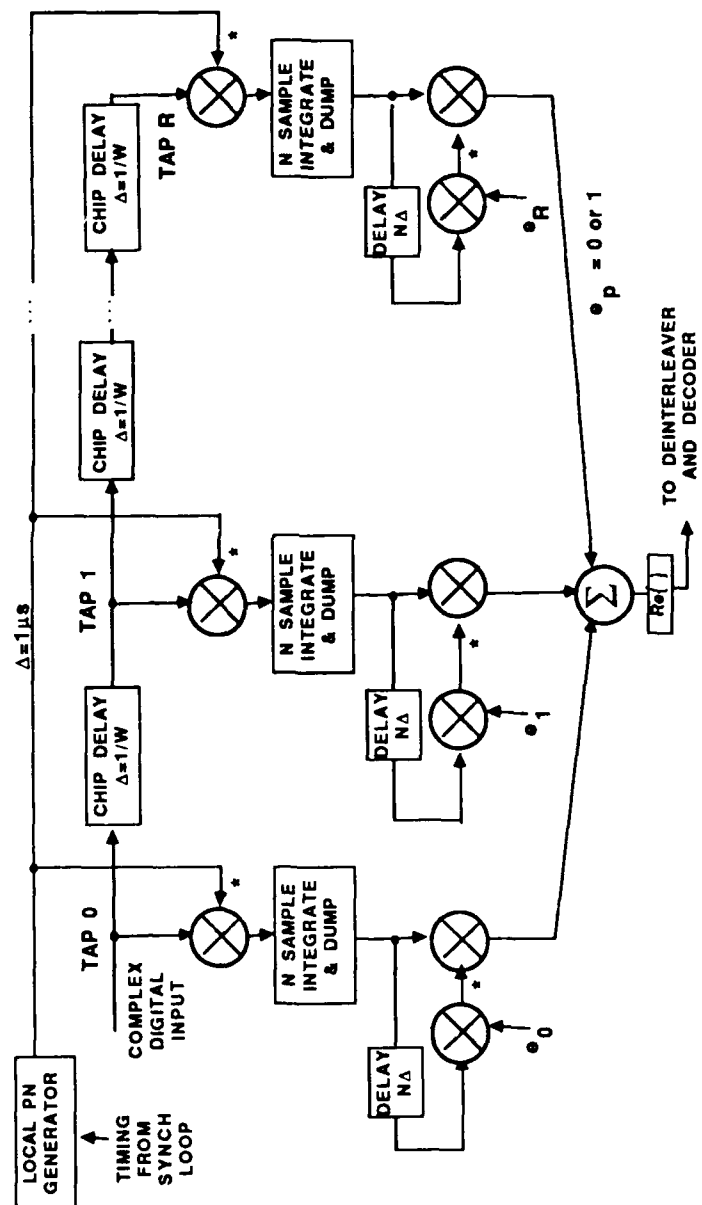 LOCAL PN
GENERATOR
TIMING
FROM
SYNCH
LOOP
COMPLEX
DIGITAL
INPUT
Δ=1μs
TAP 0
CHIP DELAY
Δ=1/W
TAP 1
CHIP DELAY
Δ=1/W
....
....
CHIP DELAY
Δ=1/W
TAP R
*
*
*
N SAMPLE
INTEGRATE
& DUMP
N SAMPLE
INTEGRATE
& DUMP
N SAMPLE
INTEGRATE
& DUMP
DELAY
NΔ
*
e0
DELAY
NΔ
*
e1
DELAY
NΔ
*
eR
ep = 0 or 1
Σ
Re( )
TO DEINTERLEAVER
AND DECODER